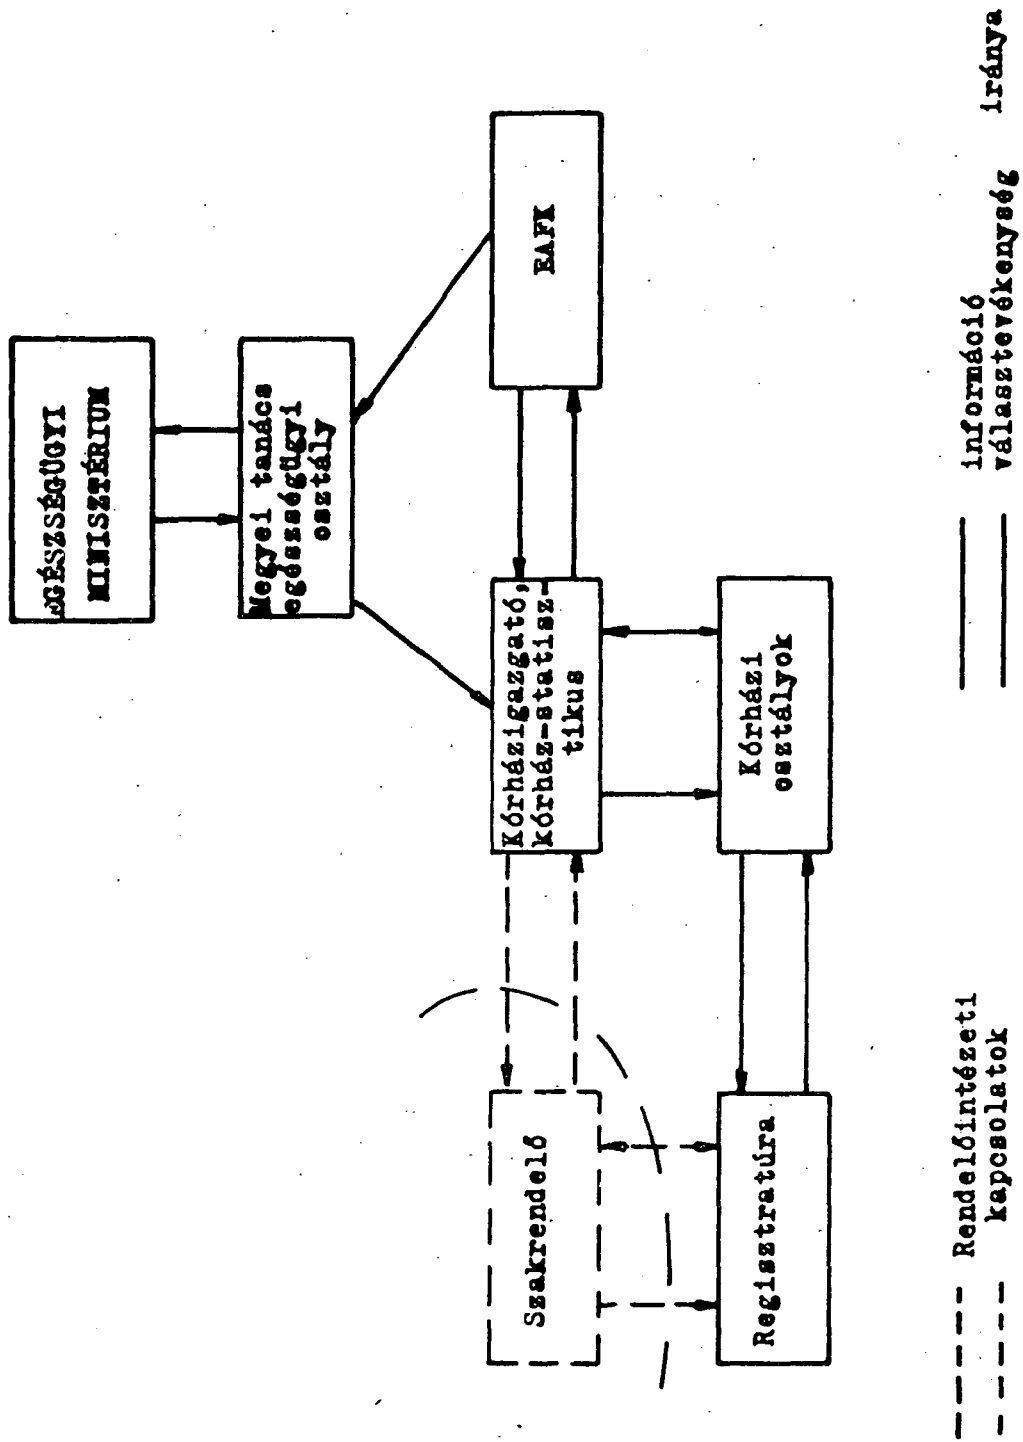 EGÉSZSÉGÜGYI
MINISZTÉRIUM
Megyei tanács
egészségügyi
osztály
EAFK
Kórházigazgató,
kórház-statisz-
tikus
Kórházi
osztályok
Szakrendelő
Regisztratúra
Rendelőintézeti
kapcsolatok
információ
választevékenység
iránya